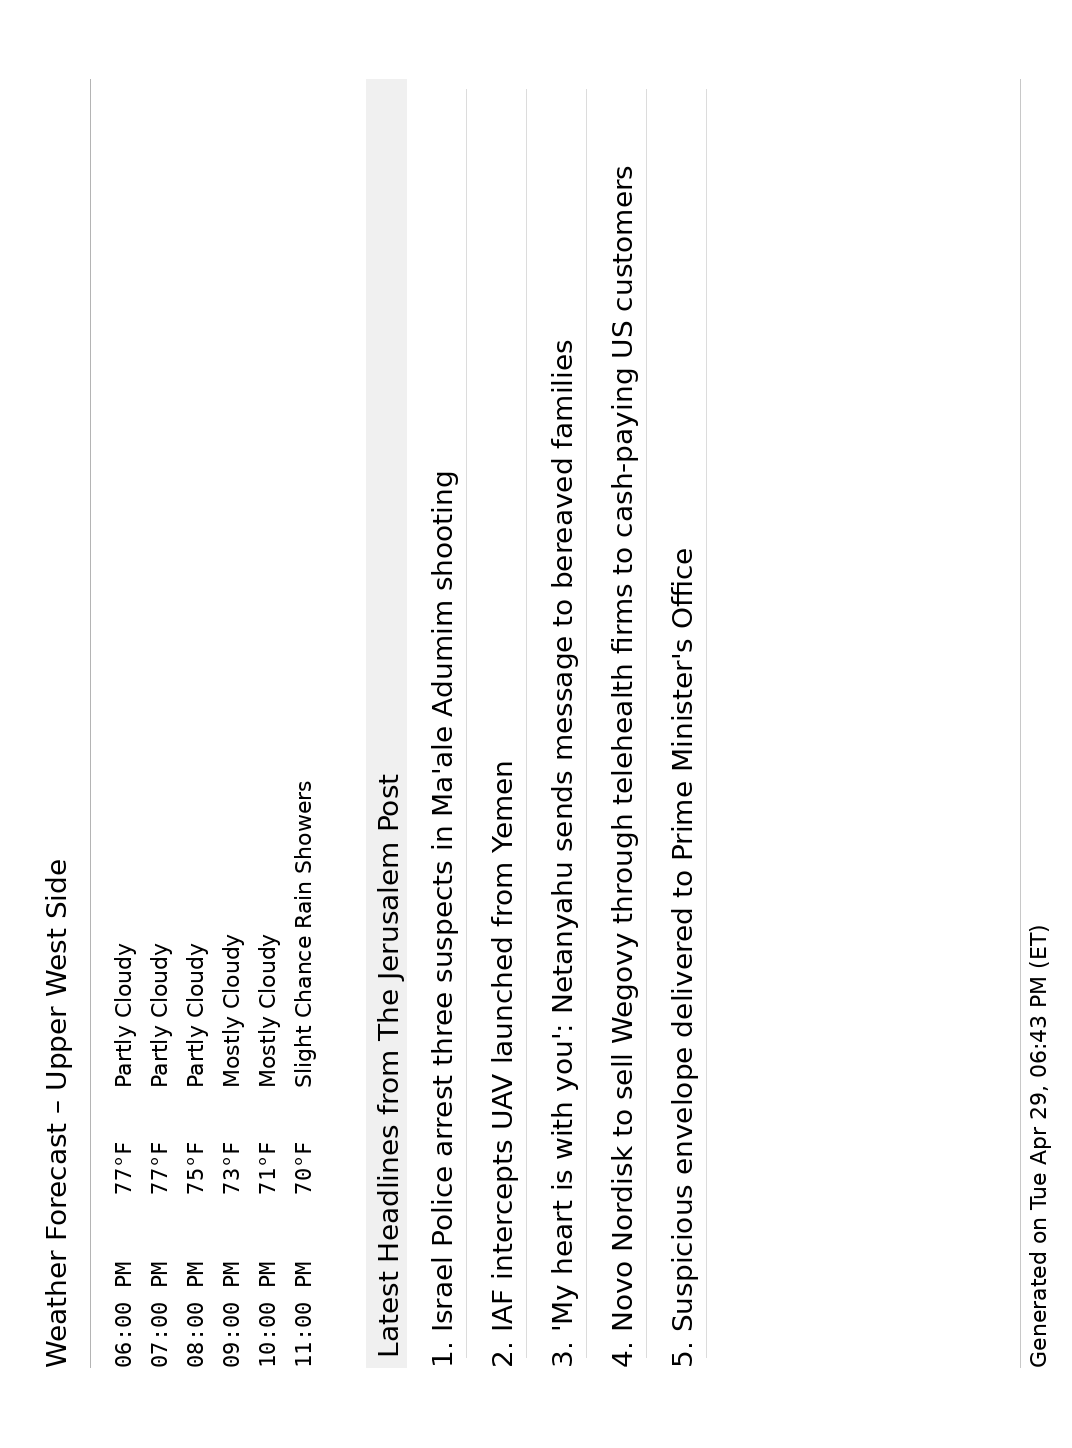 Weather Forecast – Upper West Side
06:00 PM 77°F Partly Cloudy
07:00 PM 77°F Partly Cloudy
08:00 PM 75°F Partly Cloudy
09:00 PM 73°F Mostly Cloudy
10:00 PM 71°F Mostly Cloudy
11:00 PM 70°F Slight Chance Rain Showers
Latest Headlines from The Jerusalem Post
1. Israel Police arrest three suspects in Ma'ale Adumim shooting
2. IAF intercepts UAV launched from Yemen
3. 'My heart is with you': Netanyahu sends message to bereaved families
4. Novo Nordisk to sell Wegovy through telehealth firms to cash-paying US customers
5. Suspicious envelope delivered to Prime Minister's Office
Generated on Tue Apr 29, 06:43 PM (ET)